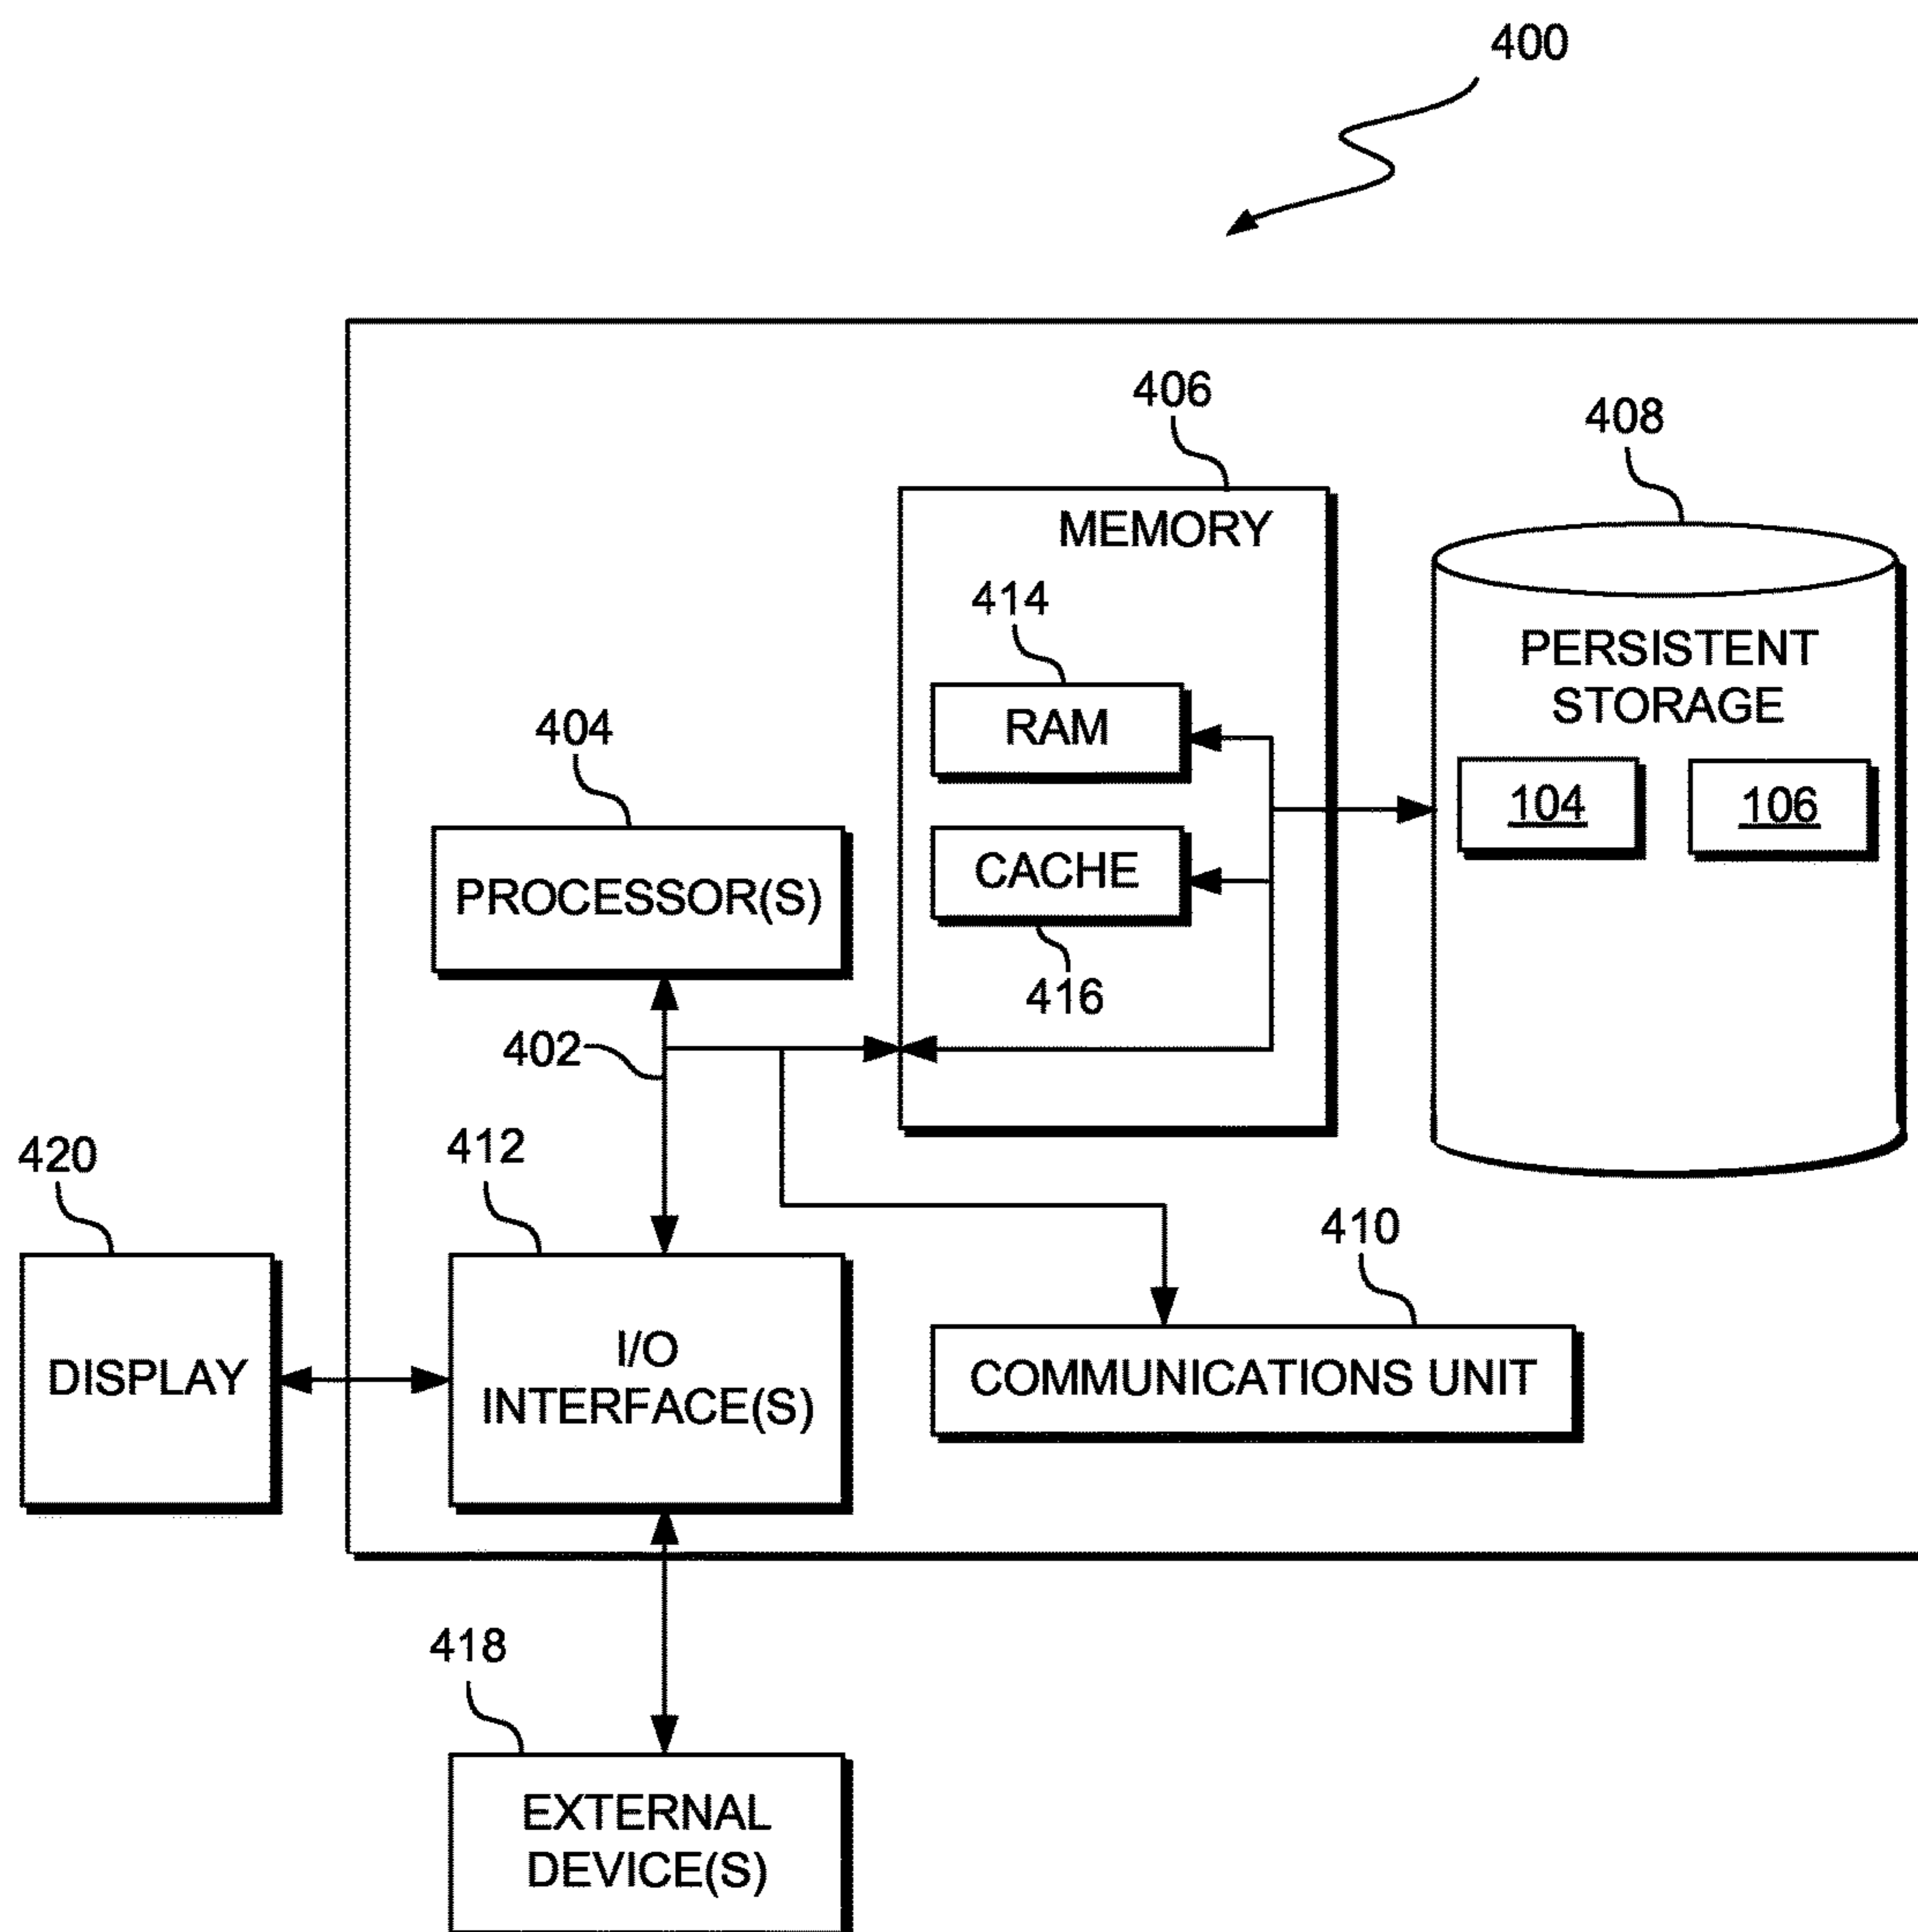 400
406
408
MEMORY
414
PERSISTENT
STORAGE
RAM
404
104
106
CACHE
PROCESSOR(S)
416
402
420
412
410
I/O
INTERFACE(S)
DISPLAY
COMMUNICATIONS UNIT
418
EXTERNAL
DEVICE(S)